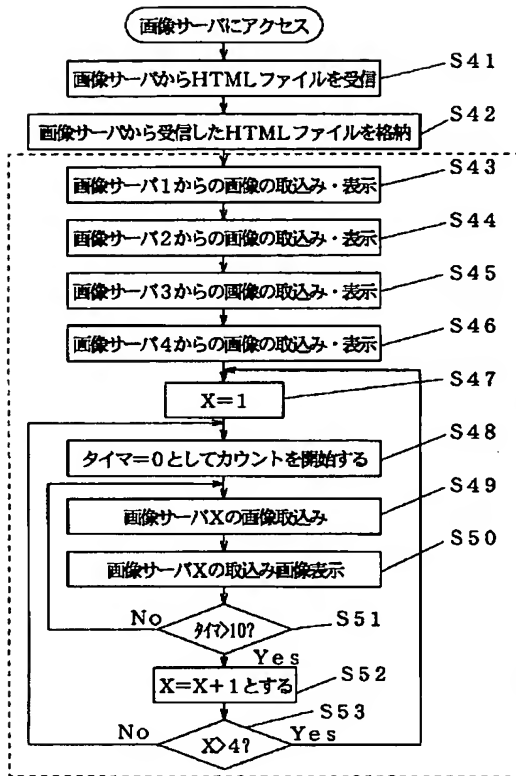 画像サーバにアクセス
画像サーバからHTMLファイルを受信
S41
画像サーバから受信したHTMLファイルを格納
S42
画像サーバ1からの画像の取込み・表示
S43
画像サーバ2からの画像の取込み・表示
S44
画像サーバ3からの画像の取込み・表示
S45
画像サーバ4からの画像の取込み・表示
S46
X=1
S47
タイマ=0としてカウントを開始する
S48
画像サーバXの画像取込み
S49
画像サーバXの取込み画像表示
S50
No
タイマ>10?
S51
Yes
X=X+1とする
S52
No
X>4?
Yes
S53